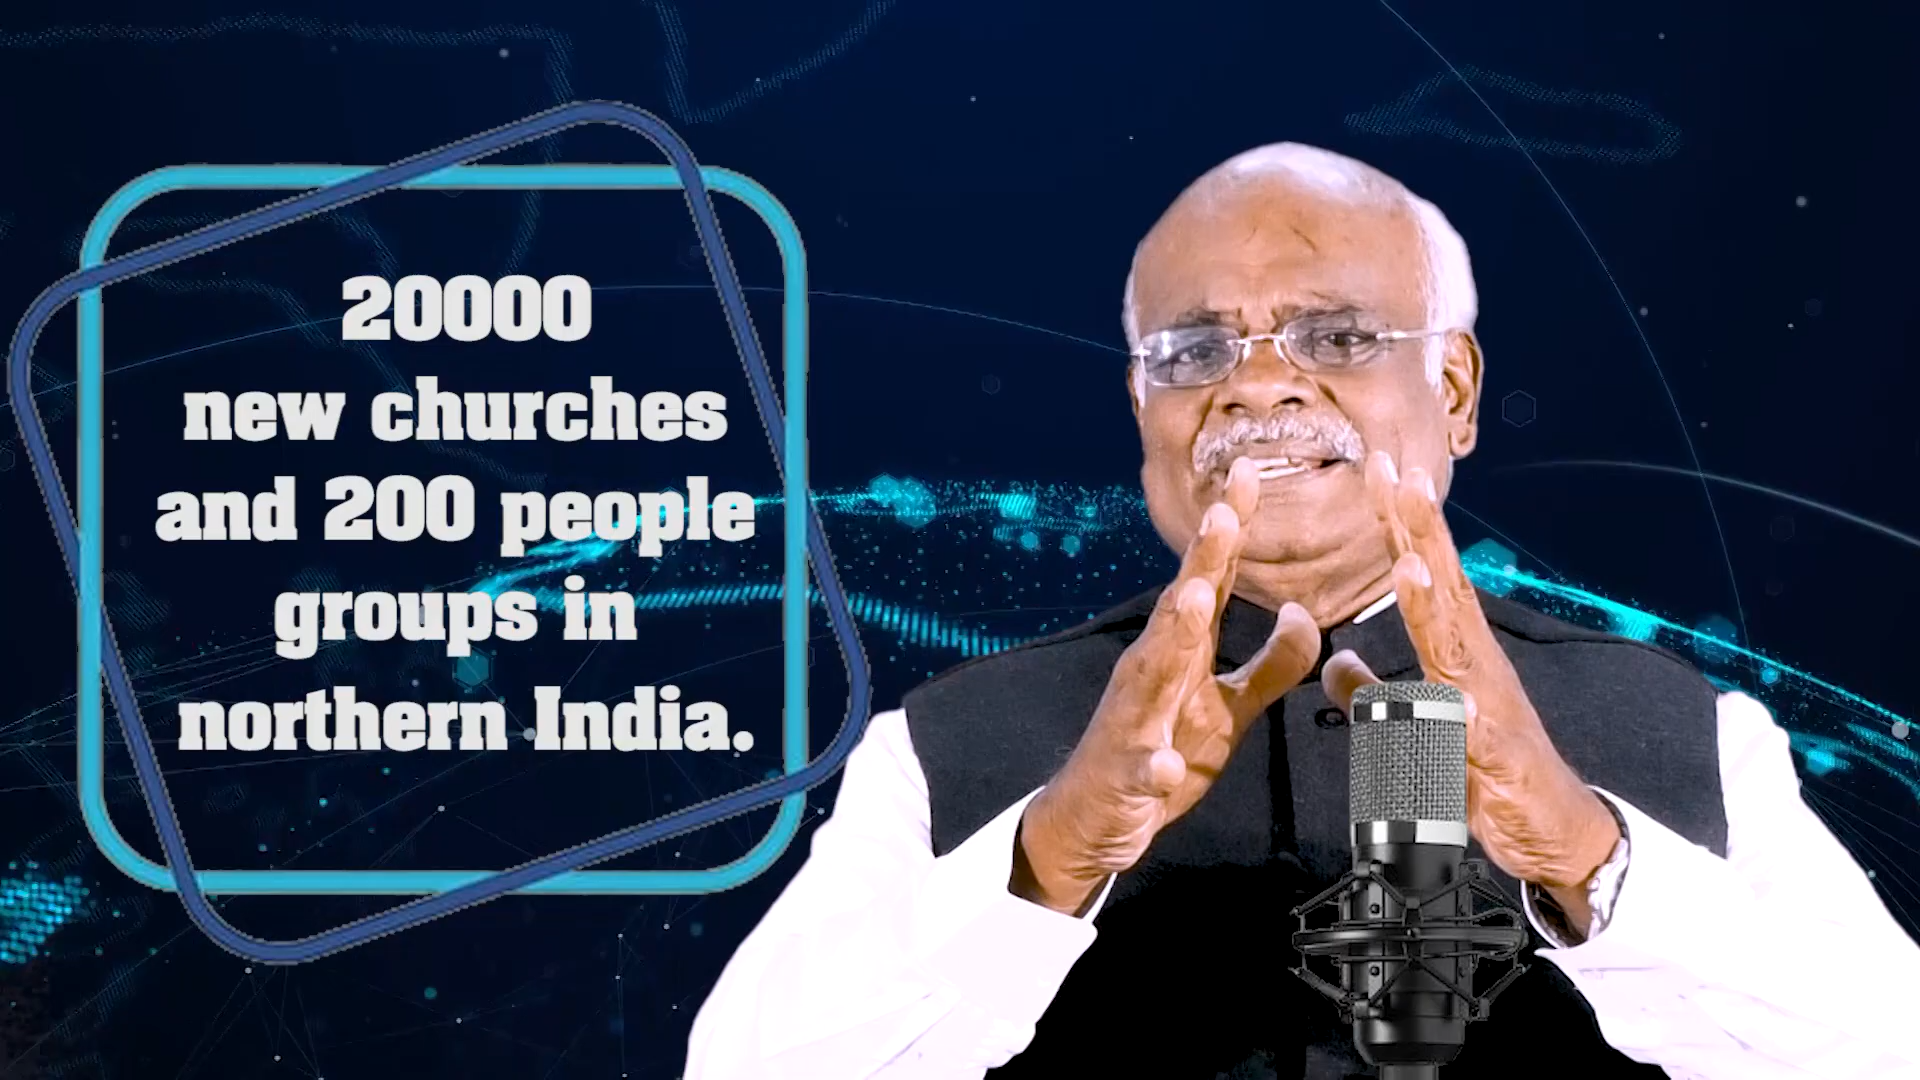 20000
new churches
and 200 people
groups in
northern India.